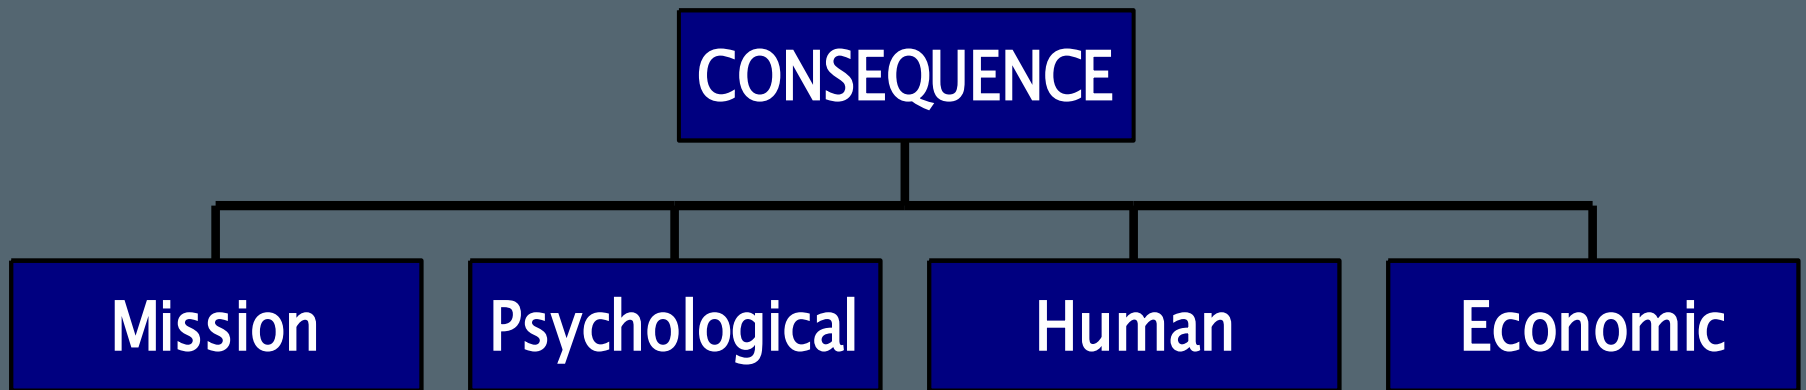 CONSEQUENCE
Mission
Psychological
Human
Economic